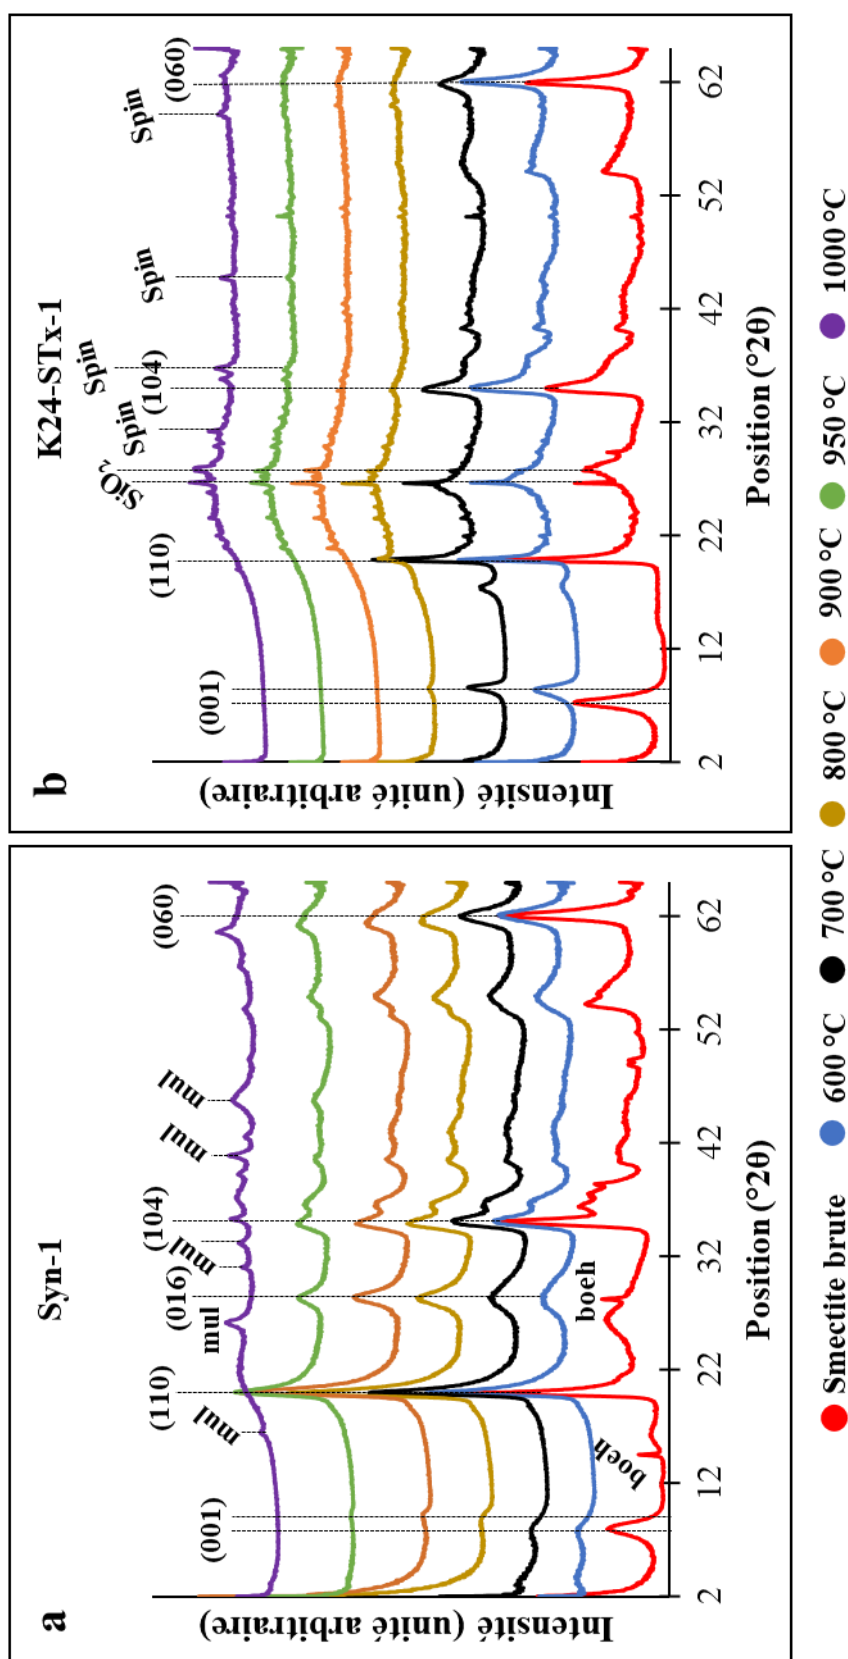 a
Syn-1
Intensité (unité arbitraire)
(001)
(110)
(016)
(104)
(060)
mul
mul
mul
mul
mul
boeh
boeh
2
12
22
32
42
52
62
Position (°2θ)
b
K24-STx-1
Intensité (unité arbitraire)
(001)
(110)
SiO₂
(104)
Spin
Spin
Spin
Spin
(060)
2
12
22
32
42
52
62
Position (°2θ)
Smectite brute 600 °C 700 °C 800 °C 900 °C 950 °C 1000 °C